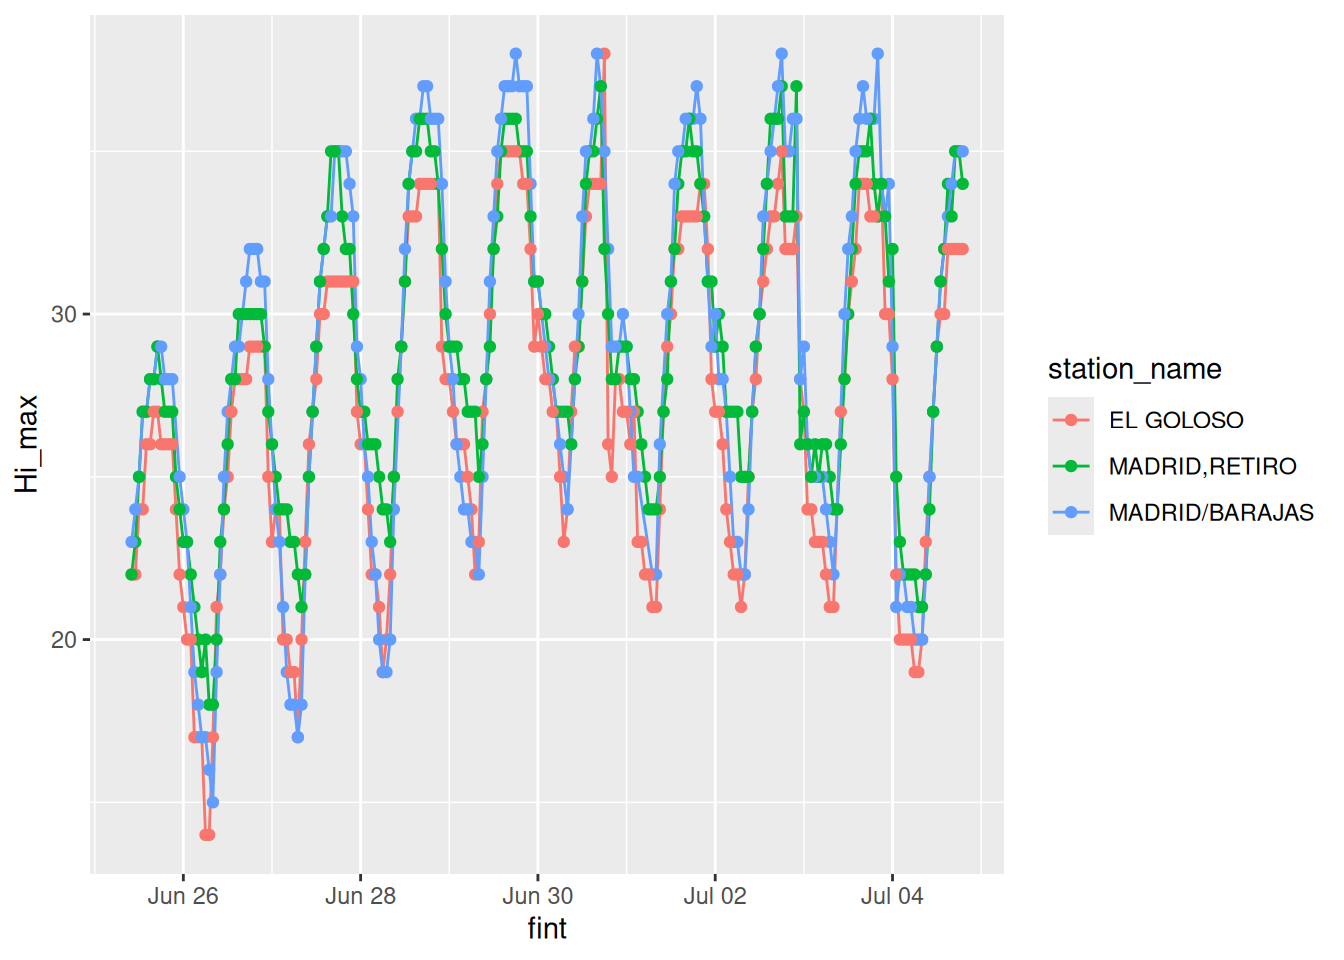 Hi_max
30
20
Jun 26
Jun 28
Jun 30
Jul 02
Jul 04
fint
station_name
EL GOLOSO
MADRID,RETIRO
MADRID/BARAJAS